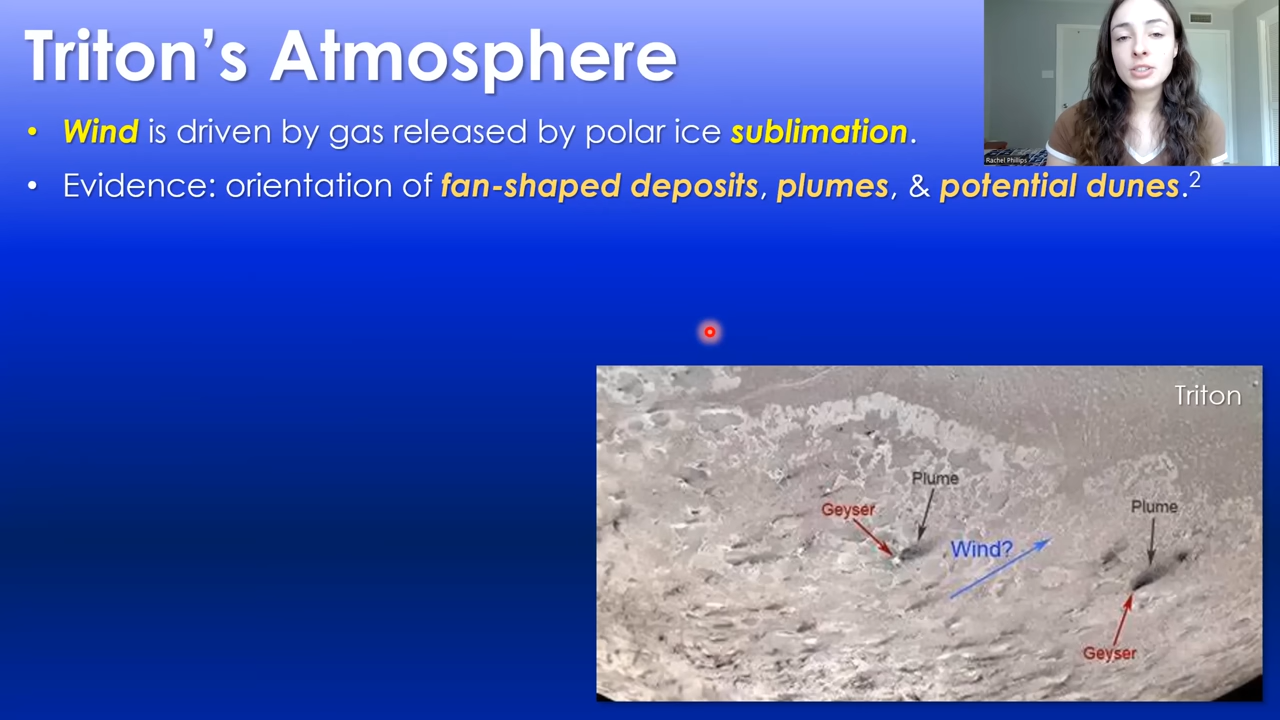 Triton's Atmosphere
• Wind is driven by gas released by polar ice sublimation.
Rachel Phillips
• Evidence: orientation of fan-shaped deposits, plumes, & potential dunes.²
Triton
Plume
Geyser
Plume
Wind?
Geyser